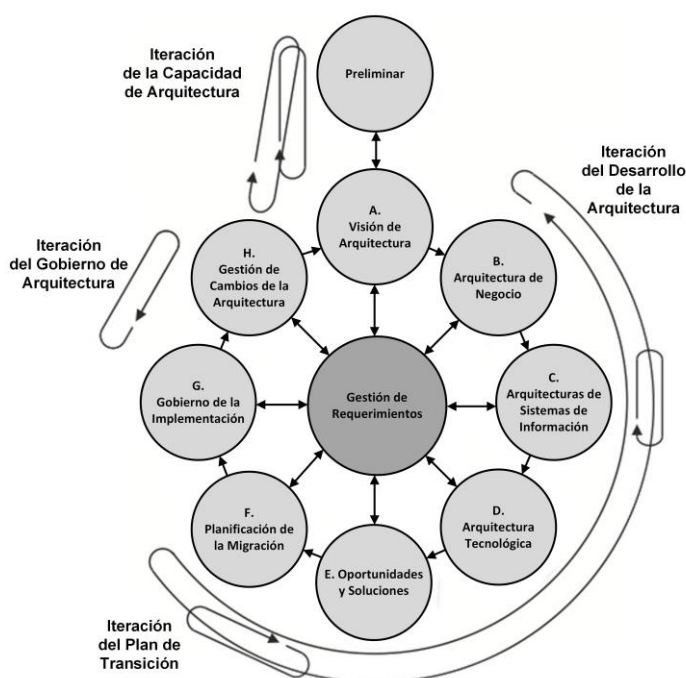 Iteración
de la Capacidad
de Arquitectura
Preliminar
Iteración
del Desarrollo
de la
Arquitectura
A.
Visión de
Arquitectura
Iteración
del Gobierno de
Arquitectura
H.
Gestión de
Cambios de la
Arquitectura
B.
Arquitectura de
Negocio
G.
Gobierno de la
Implementación
Gestión de
Requerimientos
C.
Arquitecturas de
Sistemas de
Información
F.
Planificación de
la Migración
D.
Arquitectura
Tecnológica
E. Oportunidades
y Soluciones
Iteración
del Plan de
Transición